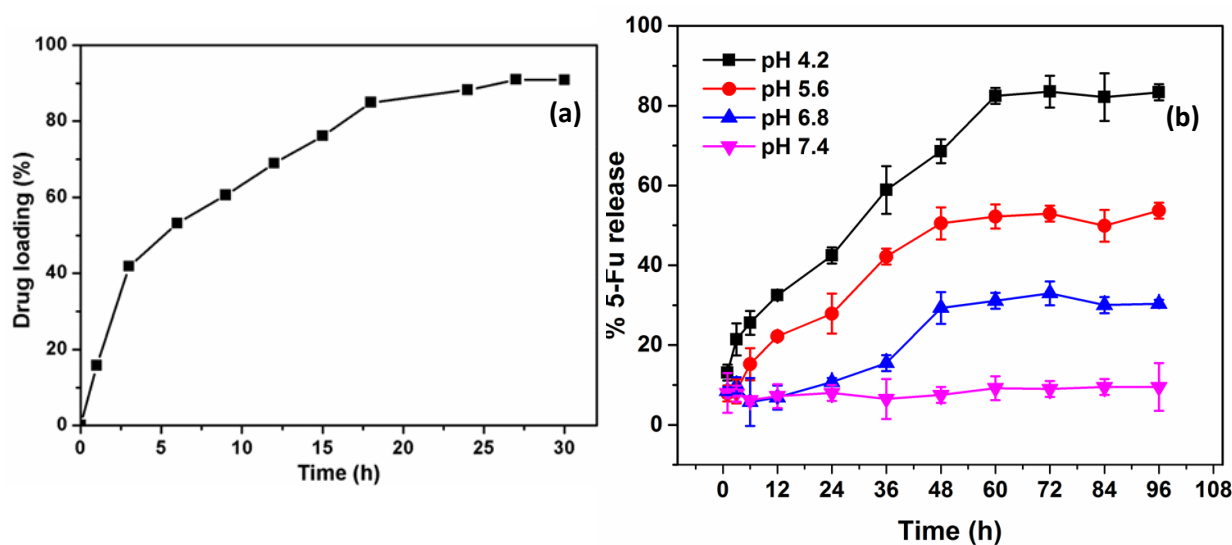 100
80
60
40
20
0
0 5 10 15 20 25 30
Drug loading (%)
Time (h)
(a)
100
80
60
40
20
0
0 12 24 36 48 60 72 84 96 108
% 5-Fu release
Time (h)
pH 4.2
pH 5.6
pH 6.8
pH 7.4
(b)